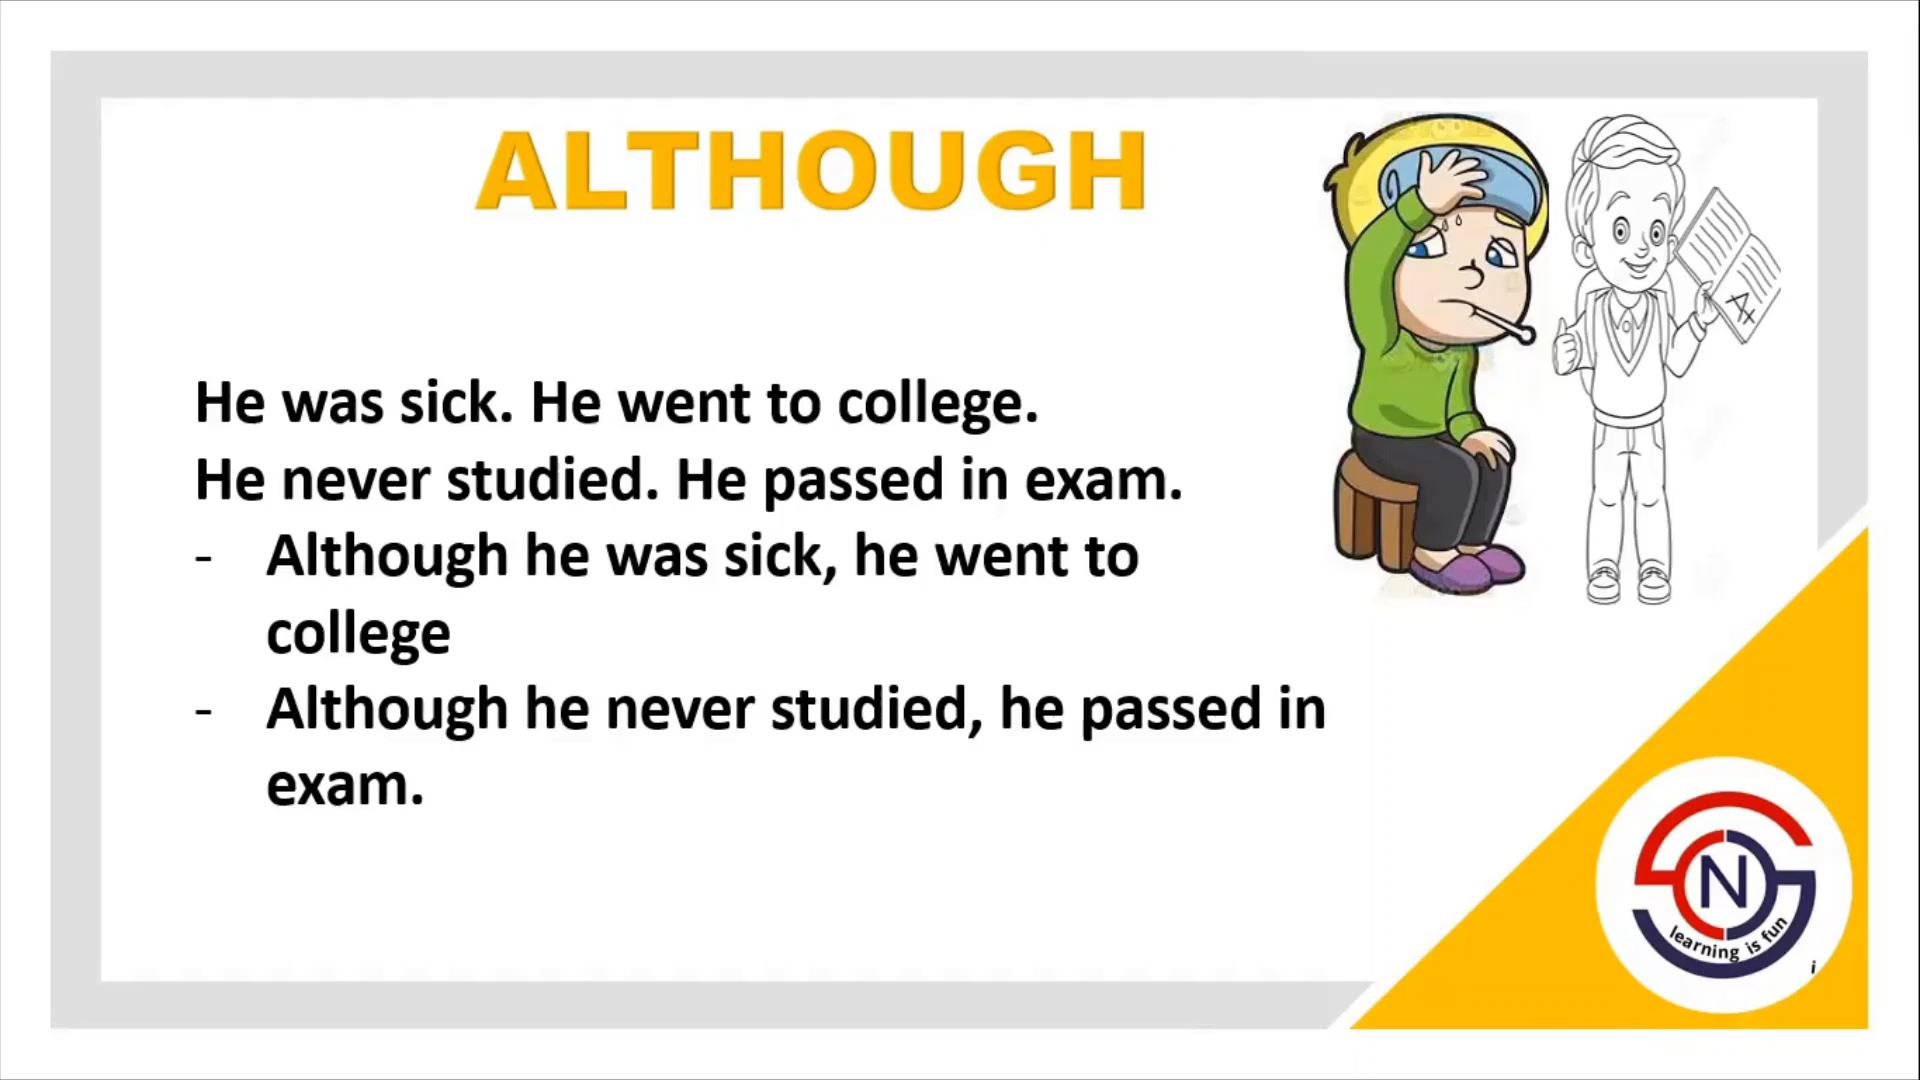 ALTHOUGH
He was sick. He went to college.
He never studied. He passed in exam.
- Although he was sick, he went to
college
- Although he never studied, he passed in
exam.
A+
N
learning is fun
i